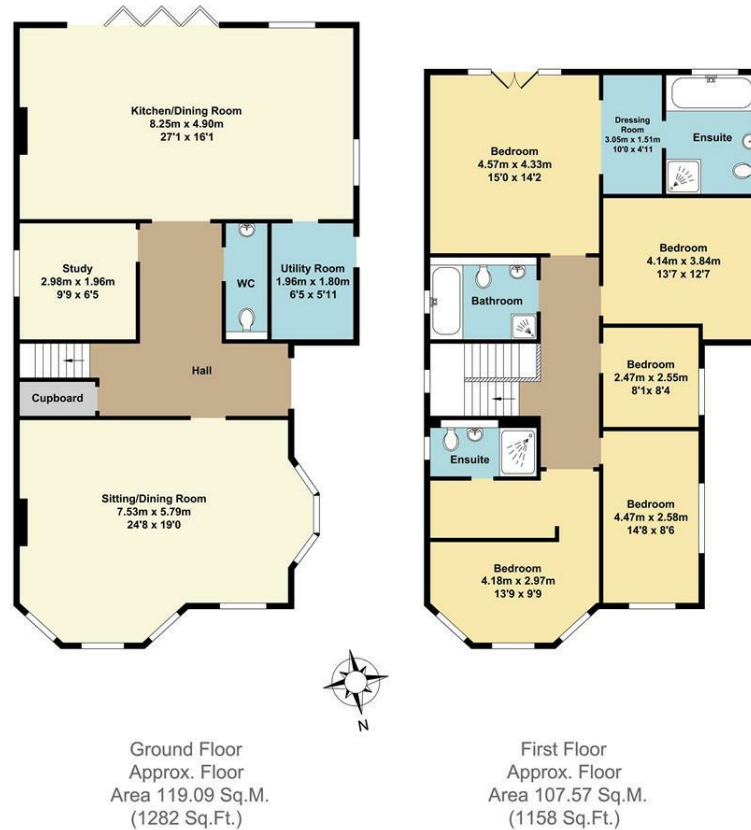 Kitchen/Dining Room
8.25m x 4.90m
27'1 x 16'1
Study
2.98m x 1.96m
9'9 x 6'5
WC
Utility Room
1.96m x 1.80m
6'5 x 5'11
Hall
Cupboard
Sitting/Dining Room
7.53m x 5.79m
24'8 x 19'0
Bedroom
4.57m x 4.33m
15'0 x 14'2
Dressing
Room
3.05m x 1.51m
10'0 x 4'11
Ensuite
Bedroom
4.14m x 3.84m
13'7 x 12'7
Bathroom
Bedroom
2.47m x 2.55m
8'1x 8'4
Ensuite
Bedroom
4.47m x 2.58m
14'8 x 8'6
Bedroom
4.18m x 2.97m
13'9 x 9'9
N
Ground Floor
Approx. Floor
Area 119.09 Sq.M.
(1282 Sq.Ft.)
First Floor
Approx. Floor
Area 107.57 Sq.M.
(1158 Sq.Ft.)